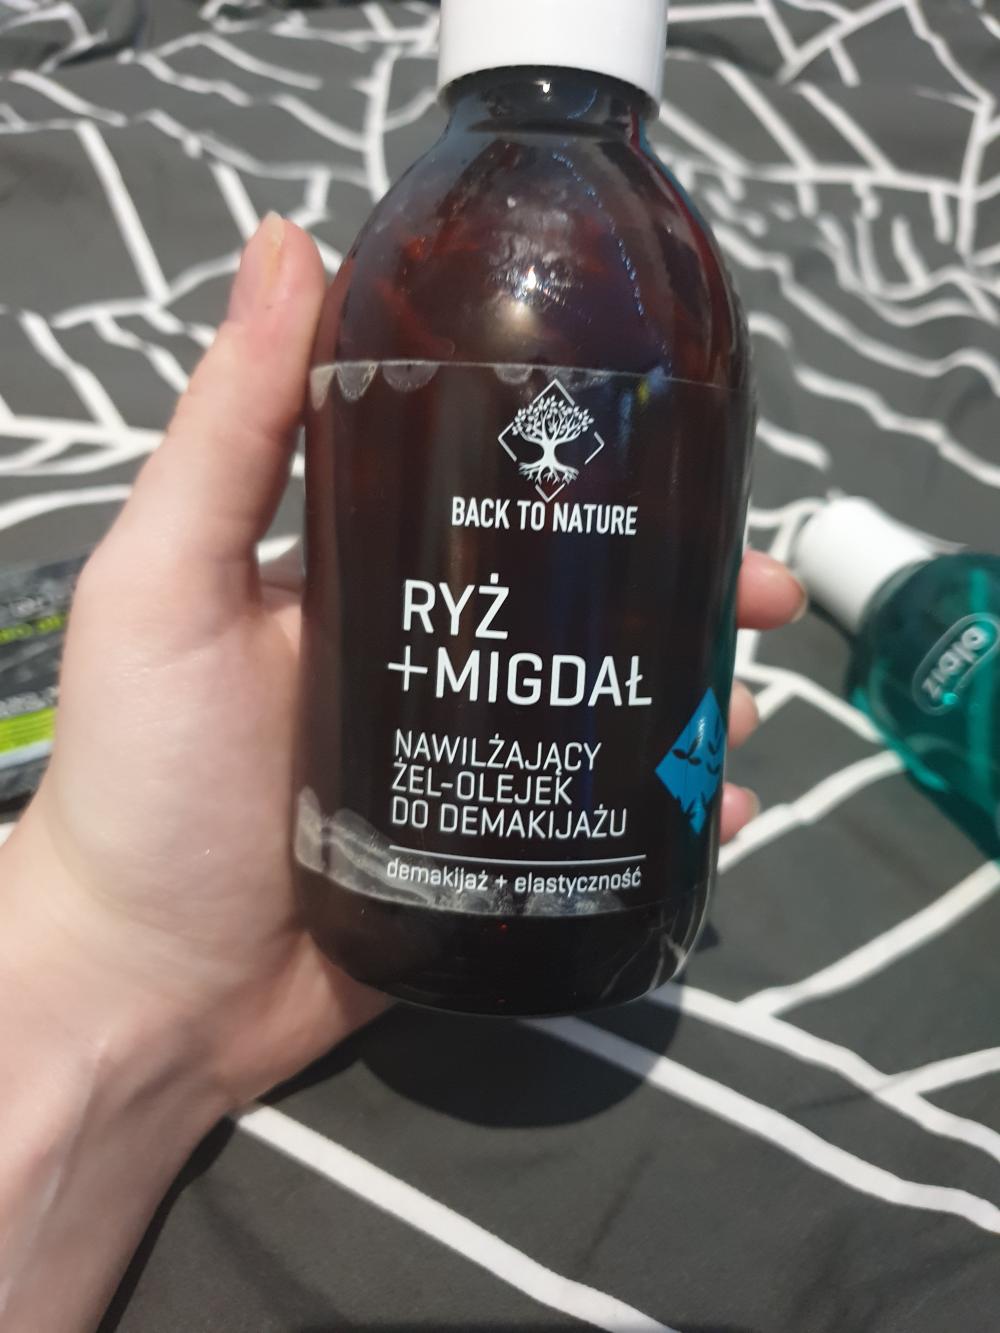 BACK TO NATURE
RYŻ
+MIGDAŁ
NAWILŻAJĄCY
ŻEL-OLEJEK
DO DEMAKIJAŻU
demakijaż + elastyczność